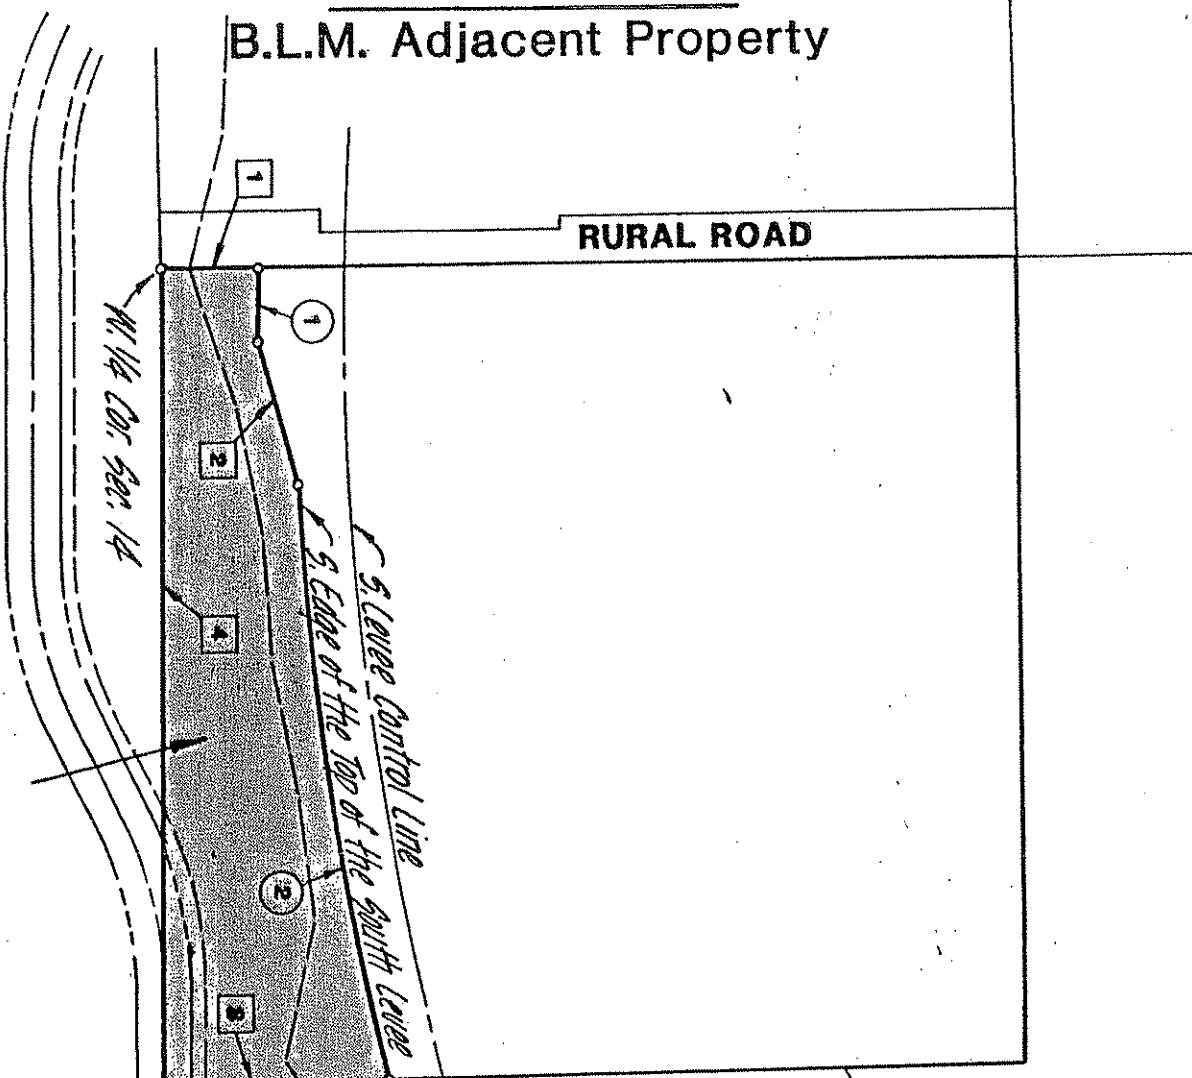 B.L.M. Adjacent Property
1
RURAL ROAD
1
W. 1/4 Cor. Sec. 14
2
S. Levee Control Line
S. Edge of the Top of the South Levee
4
2